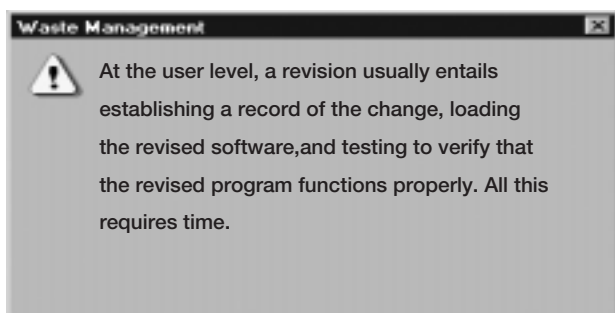 Waste Management
At the user level, a revision usually entails
establishing a record of the change, loading
the revised software,and testing to verify that
the revised program functions properly. All this
requires time.